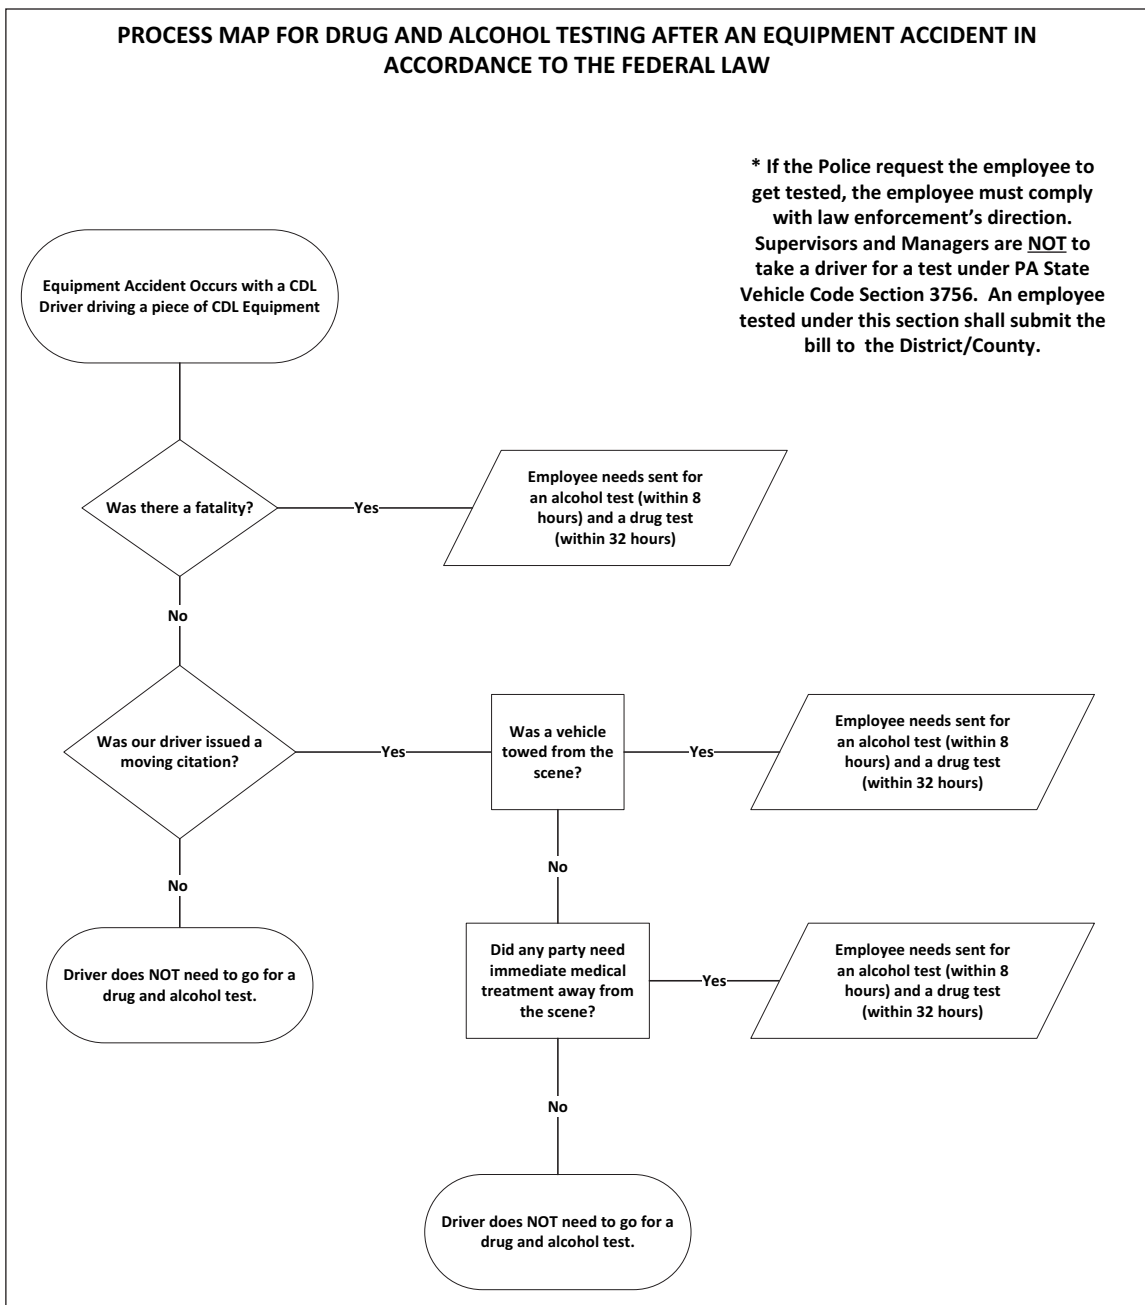 PROCESS MAP FOR DRUG AND ALCOHOL TESTING AFTER AN EQUIPMENT ACCIDENT IN
ACCORDANCE TO THE FEDERAL LAW
* If the Police request the employee to
get tested, the employee must comply
with law enforcement’s direction.
Supervisors and Managers are NOT to
take a driver for a test under PA State
Vehicle Code Section 3756. An employee
tested under this section shall submit the
bill to the District/County.
Equipment Accident Occurs with a CDL
Driver driving a piece of CDL Equipment
Was there a fatality?
Yes
Employee needs sent for
an alcohol test (within 8
hours) and a drug test
(within 32 hours)
No
Was our driver issued a
moving citation?
Yes
Was a vehicle
towed from the
scene?
Yes
Employee needs sent for
an alcohol test (within 8
hours) and a drug test
(within 32 hours)
No
No
Driver does NOT need to go for a
drug and alcohol test.
Did any party need
immediate medical
treatment away from
the scene?
Yes
Employee needs sent for
an alcohol test (within 8
hours) and a drug test
(within 32 hours)
No
Driver does NOT need to go for a
drug and alcohol test.